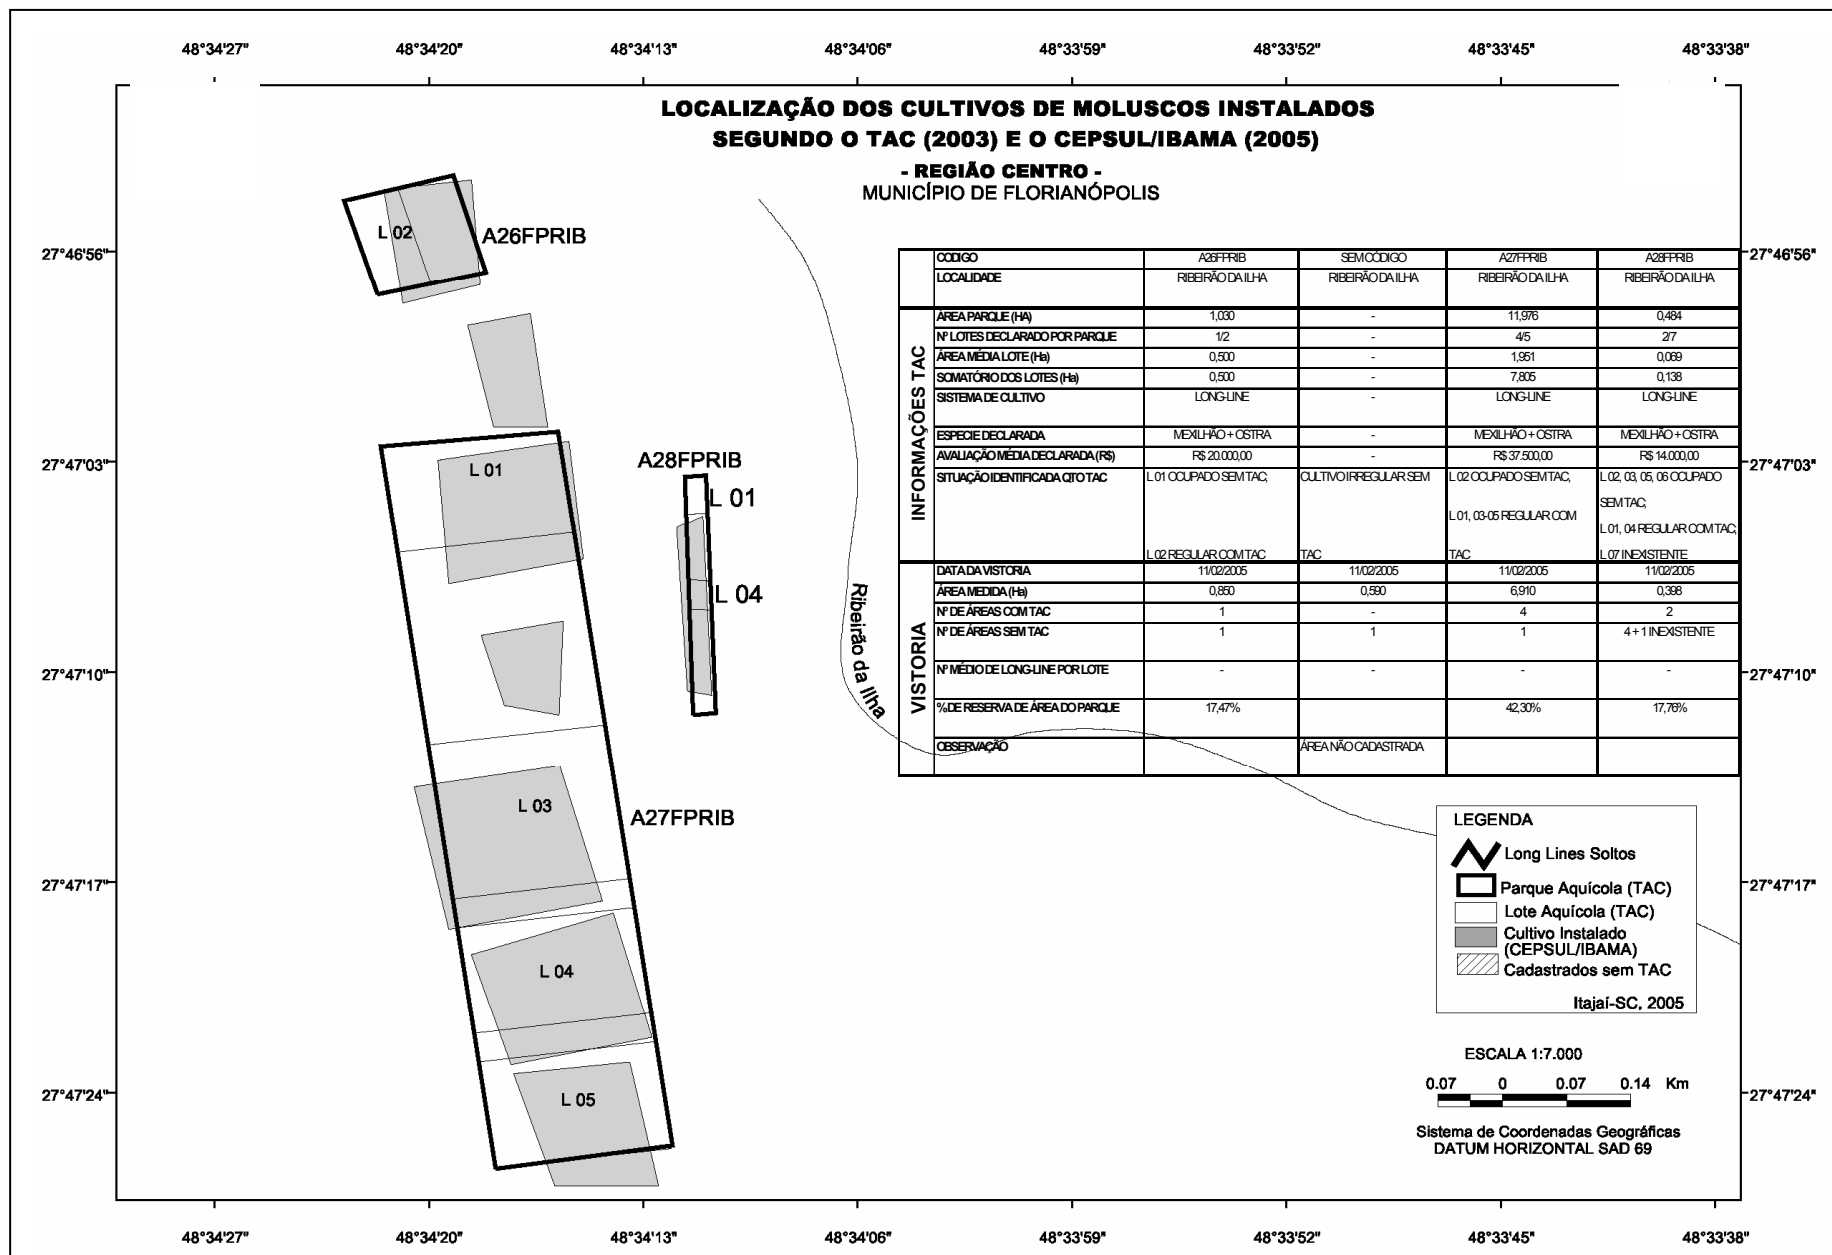 48°34'27" 48°34'20" 48°34'13" 48°34'06" 48°33'59" 48°33'52" 48°33'45" 48°33'38"
LOCALIZAÇÃO DOS CULTIVOS DE MOLUSCOS INSTALADOS
SEGUNDO O TAC (2003) E O CEPSUL/IBAMA (2005)
- REGIÃO CENTRO -
MUNICÍPIO DE FLORIANÓPOLIS
L 02
A26FPRIB
27°46'56"
27°46'56"
L 01
27°47'03"
27°47'03"
A28FPRIB
L 01
L 04
27°47'10"
27°47'10"
Ribeirão da Ilha
L 03
A27FPRIB
27°47'17"
27°47'17"
L 04
L 05
27°47'24"
27°47'24"
CODIGO A26FPRIB SEM CÓDIGO A27FPRIB A28FPRIB
LOCALIDADE RIBEIRÃO DA ILHA RIBEIRÃO DA ILHA RIBEIRÃO DA ILHA RIBEIRÃO DA ILHA
INFORMAÇÕES TAC
ÁREA PARQUE (HA) 1,030 - 11,976 0,484
Nº LOTES DECLARADO POR PARQUE 1/2 - 4/5 2/7
ÁREA MÉDIA LOTE (Ha) 0,500 - 1,951 0,069
SOMATÓRIO DOS LOTES (Ha) 0,500 - 7,805 0,138
SISTEMA DE CULTIVO LONG-LINE - LONG-LINE LONG-LINE
ESPECIE DECLARADA MEXILHÃO + OSTRA - MEXILHÃO + OSTRA MEXILHÃO + OSTRA
AVALIAÇÃO MÉDIA DECLARADA (R$) R$ 20.000,00 - R$ 37.500,00 R$ 14.000,00
SITUAÇÃO IDENTIFICADA QTO TAC L 01 OCUPADO SEM TAC; CULTIVO IRREGULAR SEM L 02 OCUPADO SEM TAC, L 02, 03, 05, 06 OCUPADO
SEM TAC;
L 01, 03-05 REGULAR COM
L 01, 04 REGULAR COM TAC;
L 02 REGULAR COM TAC TAC TAC L 07 INEXISTENTE
VISTORIA
DATA DA VISTORIA 11/02/2005 11/02/2005 11/02/2005 11/02/2005
ÁREA MEDIDA (Ha) 0,850 0,590 6,910 0,398
Nº DE ÁREAS COM TAC 1 - 4 2
Nº DE ÁREAS SEM TAC 1 1 1 4 + 1 INEXISTENTE
Nº MÉDIO DE LONG-LINE POR LOTE - - - -
% DE RESERVA DE ÁREA DO PARQUE 17,47% 42,30% 17,76%
OBSERVAÇÃO ÁREA NÃO CADASTRADA
LEGENDA
Long Lines Soltos
Parque Aquícola (TAC)
Lote Aquícola (TAC)
Cultivo Instalado
(CEPSUL/IBAMA)
Cadastrados sem TAC
Itajaí-SC, 2005
ESCALA 1:7.000
0.07 0 0.07 0.14 Km
Sistema de Coordenadas Geográficas
DATUM HORIZONTAL SAD 69
48°34'27" 48°34'20" 48°34'13" 48°34'06" 48°33'59" 48°33'52" 48°33'45" 48°33'38"